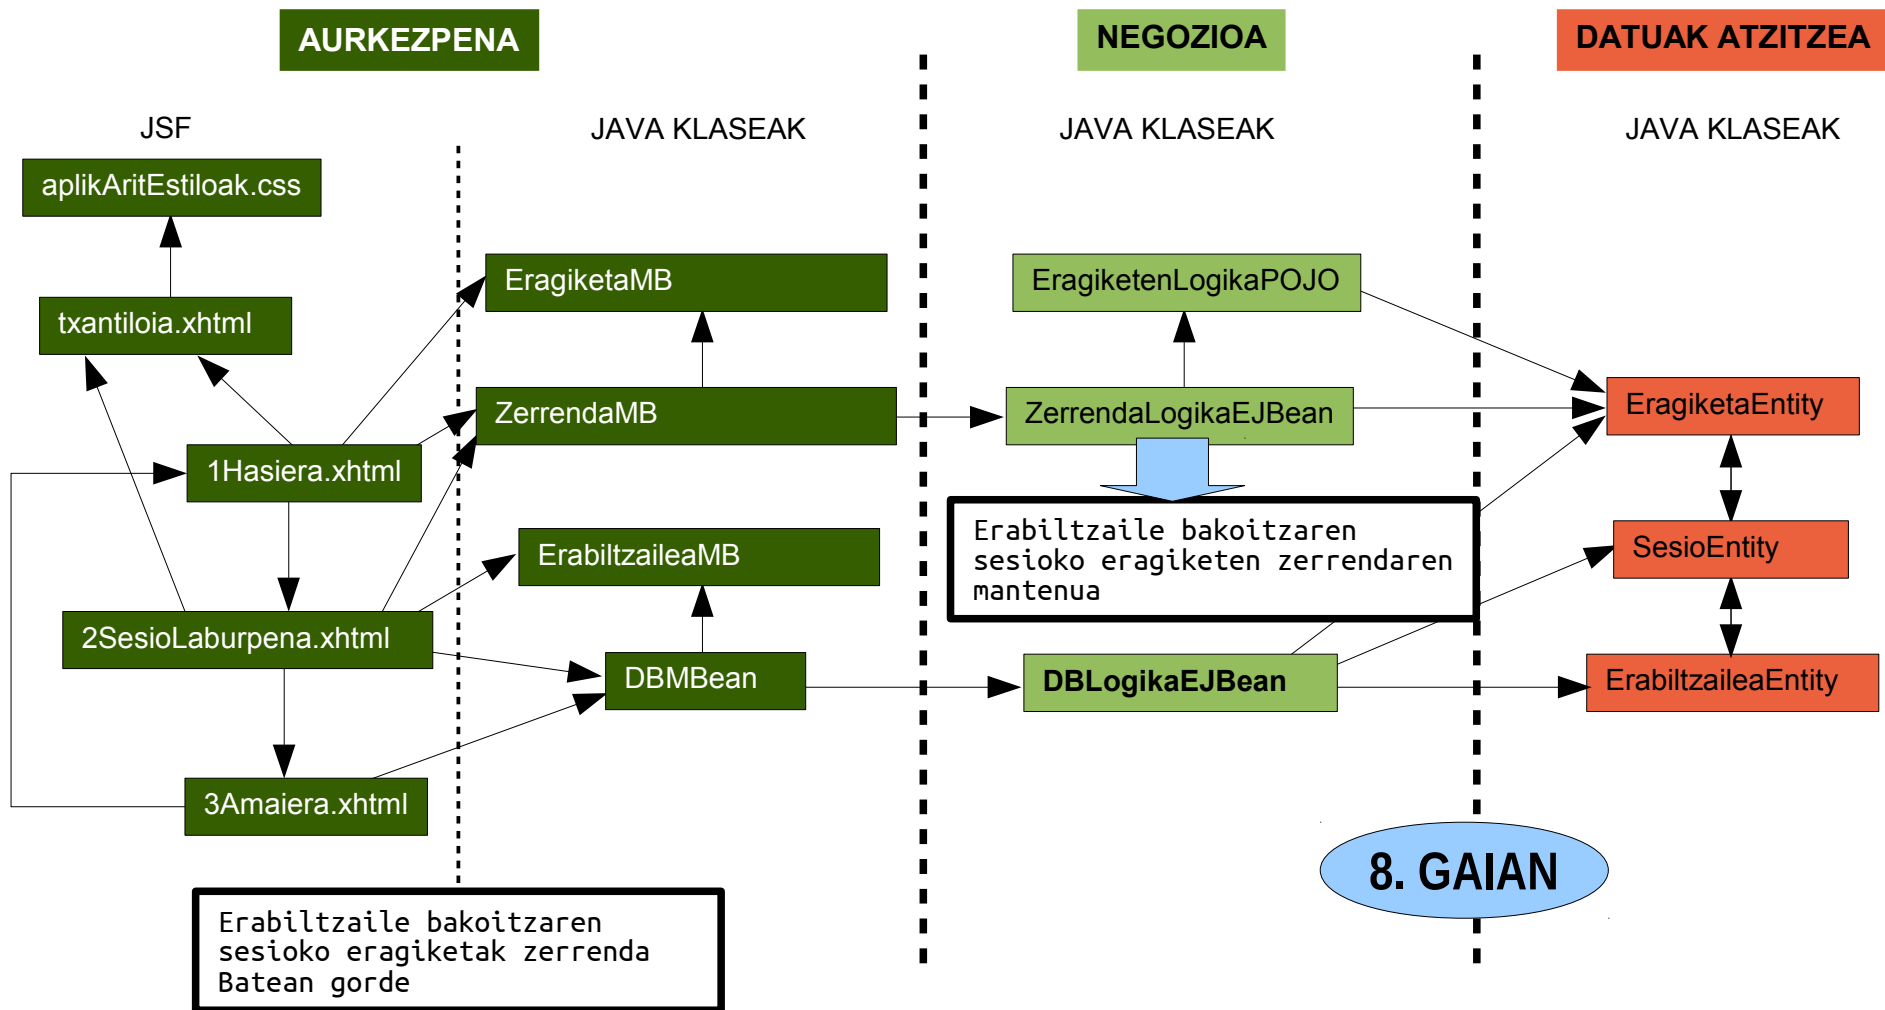 AURKEZPENA
NEGOZIOA
DATUAK ATZITZEA
JSF
JAVA KLASEAK
JAVA KLASEAK
JAVA KLASEAK
aplikAritEstiloak.css
txantiloia.xhtml
EragiketaMB
EragiketenLogikaPOJO
ZerrendaMB
ZerrendaLogikaEJBean
EragiketaEntity
1Hasiera.xhtml
Erabiltzaile bakoitzaren
sesioko eragiketen zerrendaren
mantenua
ErabiltzaileaMB
SesioEntity
2SesioLaburpena.xhtml
DBMBean
DBLogikaEJBean
ErabiltzaileaEntity
3Amaiera.xhtml
8. GAIAN
Erabiltzaile bakoitzaren
sesioko eragiketak zerrenda
Batean gorde